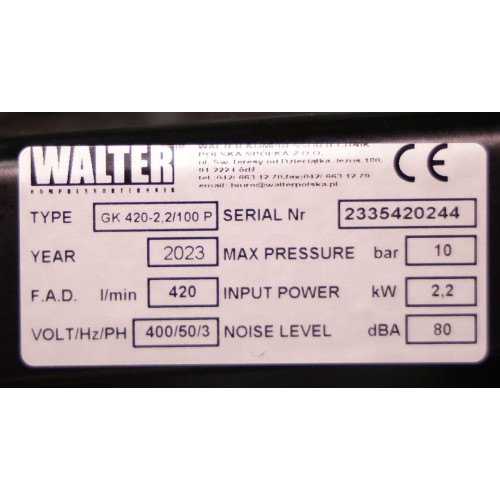 WALTER
KOMPRESSORTECHNIK
POLSKA SPÓŁKA Z O.O.
ul. Św. Teresy od Dzieciątka Jezus 100,
91-222 Łódź
email: biuro@walterpolska.pl
CE
TYPE GK 420-2,2/100 P SERIAL Nr 2335420244
YEAR 2023 MAX PRESSURE bar 10
F.A.D. l/min 420 INPUT POWER kW 2,2
VOLT/Hz/PH 400/50/3 NOISE LEVEL dBA 80